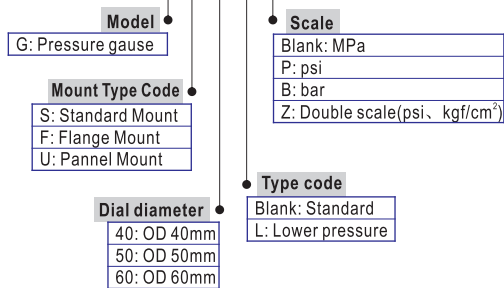 Model
G: Pressure gause
Mount Type Code
S: Standard Mount
F: Flange Mount
U: Pannel Mount
Dial diameter
40: OD 40mm
50: OD 50mm
60: OD 60mm
Scale
Blank: MPa
P: psi
B: bar
Z: Double scale(psi、kgf/cm²)
Type code
Blank: Standard
L: Lower pressure